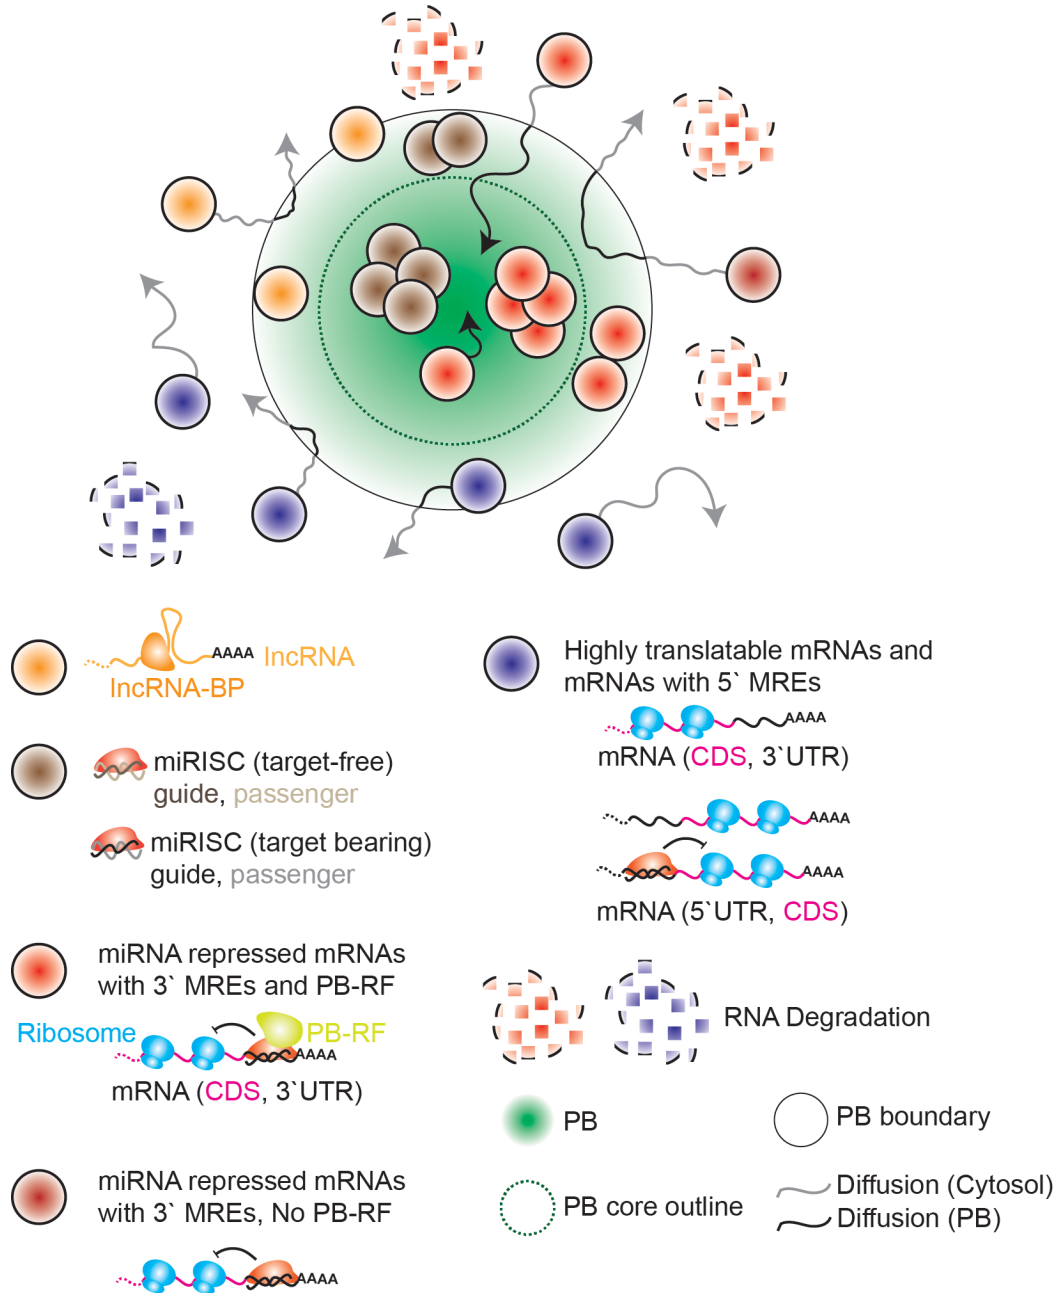 AAAA lncRNA
lncRNA-BP
miRISC (target-free)
guide, passenger
miRISC (target bearing)
guide, passenger
miRNA repressed mRNAs
with 3` MREs and PB-RF
Ribosome PB-RF
AAAA
mRNA (CDS, 3`UTR)
miRNA repressed mRNAs
with 3` MREs, No PB-RF
AAAA
Highly translatable mRNAs and
mRNAs with 5` MREs
AAAA
mRNA (CDS, 3`UTR)
AAAA
AAAA
mRNA (5`UTR, CDS)
RNA Degradation
PB
PB boundary
PB core outline
Diffusion (Cytosol)
Diffusion (PB)